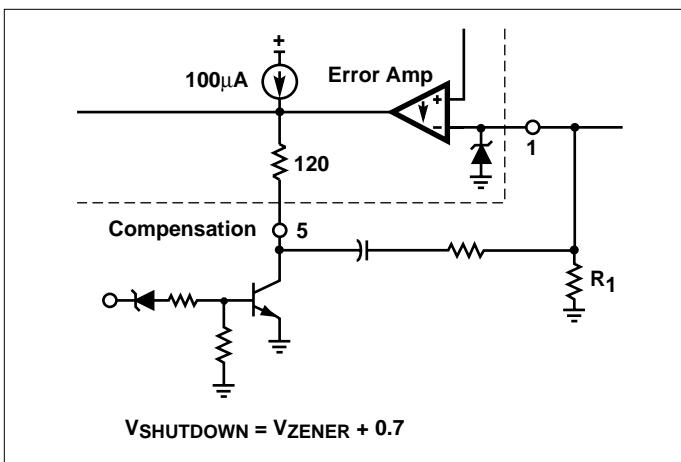 +
100µA
Error Amp
+
−
1
120
Compensation
5
R1
VSHUTDOWN = VZENER + 0.7